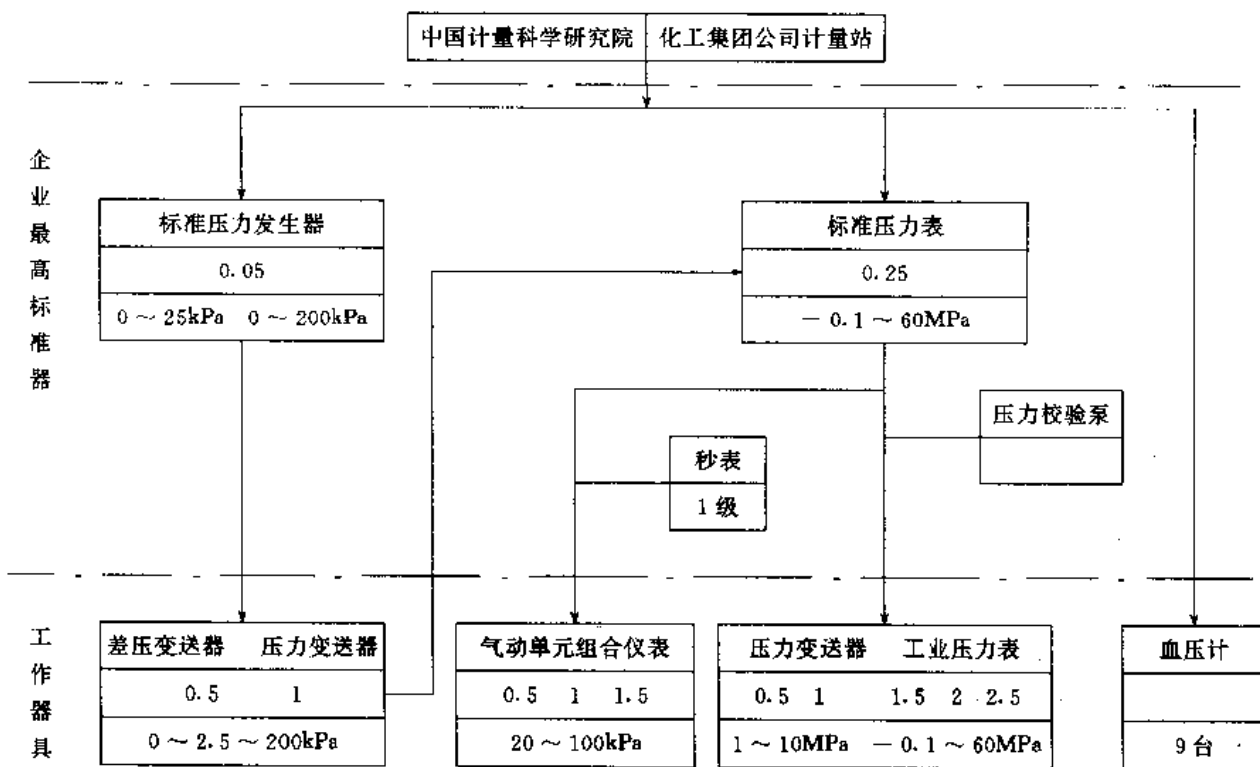 中国计量科学研究院 化工集团公司计量站
企业最高标准器
标准压力发生器
0.05
0～25kPa 0～200kPa
标准压力表
0.25
－0.1～60MPa
压力校验泵
秒表
1级
工作器具
差压变送器 压力变送器
0.5 1
0～2.5～200kPa
气动单元组合仪表
0.5 1 1.5
20～100kPa
压力变送器 工业压力表
0.5 1 1.5 2 2.5
1～10MPa －0.1～60MPa
血压计
9台